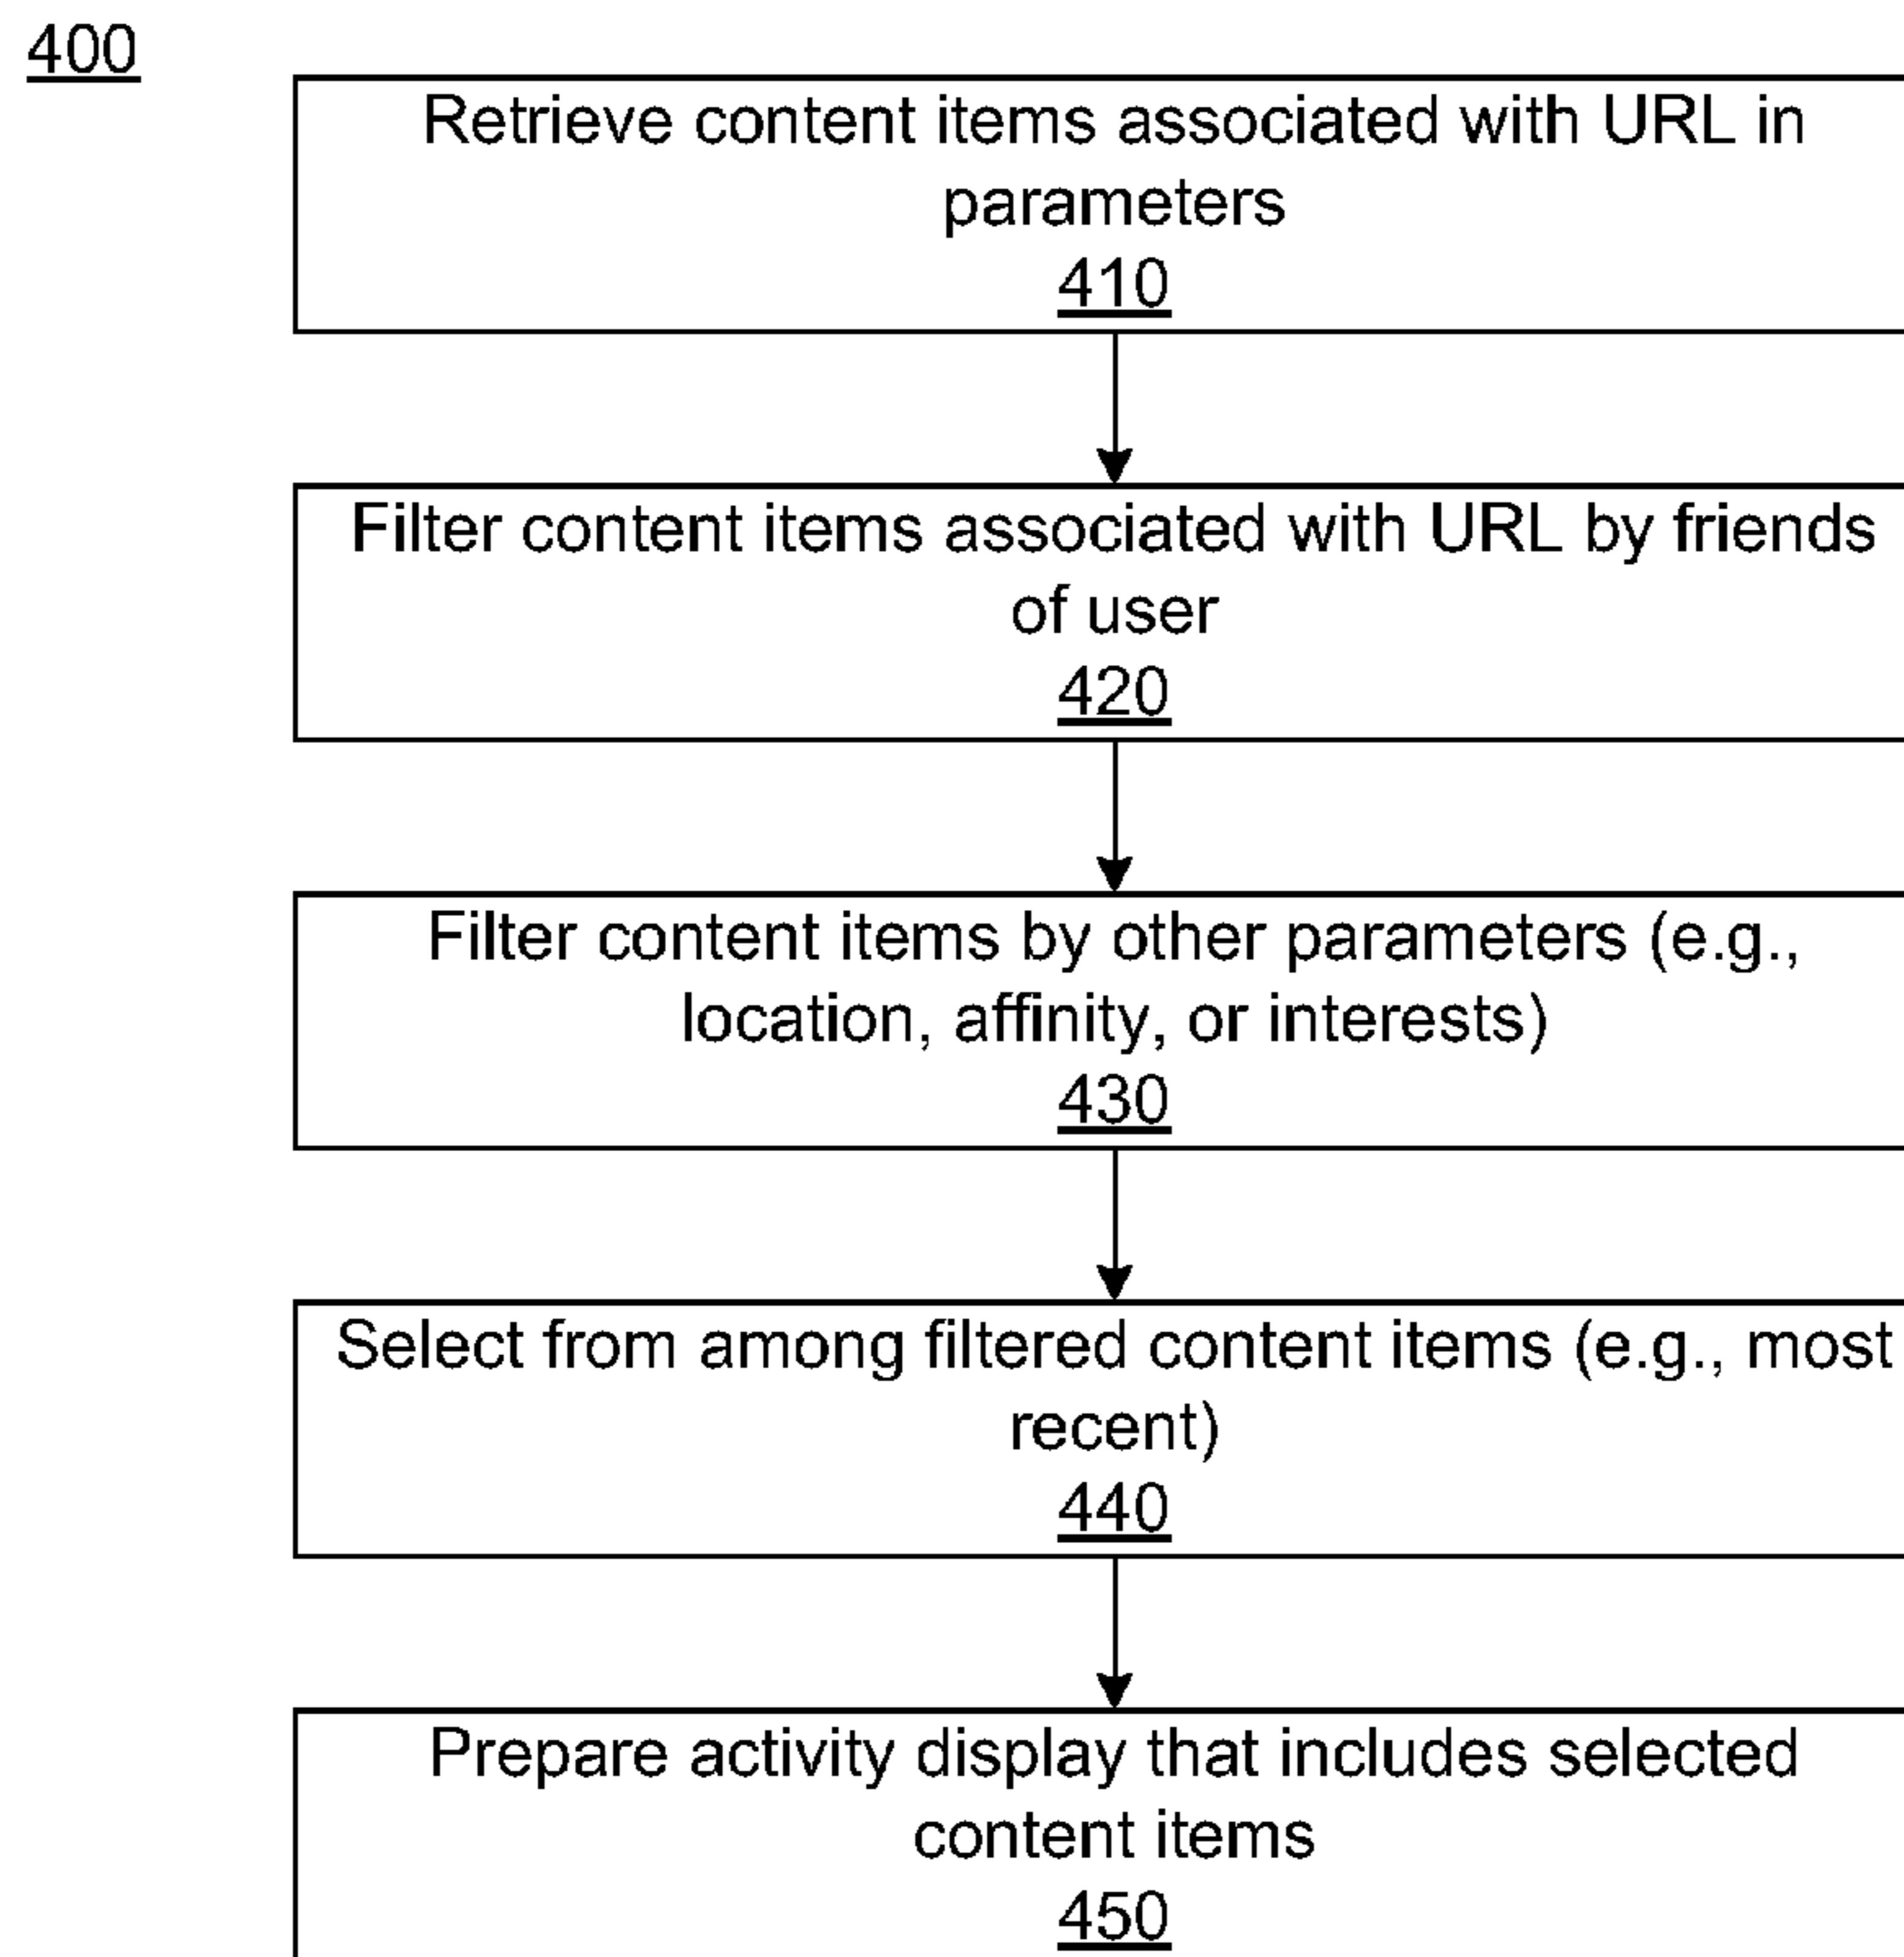 400
Retrieve content items associated with URL in
parameters
410
Filter content items associated with URL by friends
of user
420
Filter content items by other parameters (e.g.,
location, affinity, or interests)
430
Select from among filtered content items (e.g., most
recent)
440
Prepare activity display that includes selected
content items
450